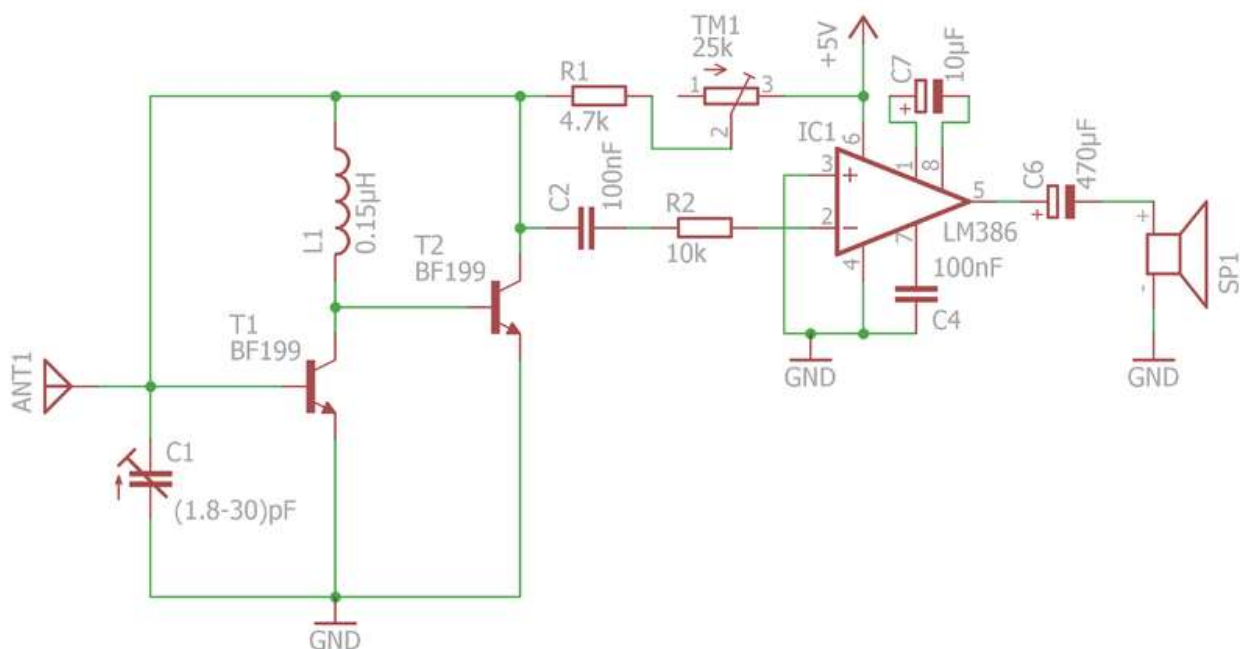 TM1
25k
1
3
2
+5V
C7
10µF
+
R1
4.7k
C2
100nF
R2
10k
IC1
3
+
2
-
6
1
8
5
7
4
LM386
100nF
C4
C6
470µF
+
+
-
SP1
L1
0.15µH
T2
BF199
T1
BF199
ANT1
C1
(1.8-30)pF
GND
GND
GND